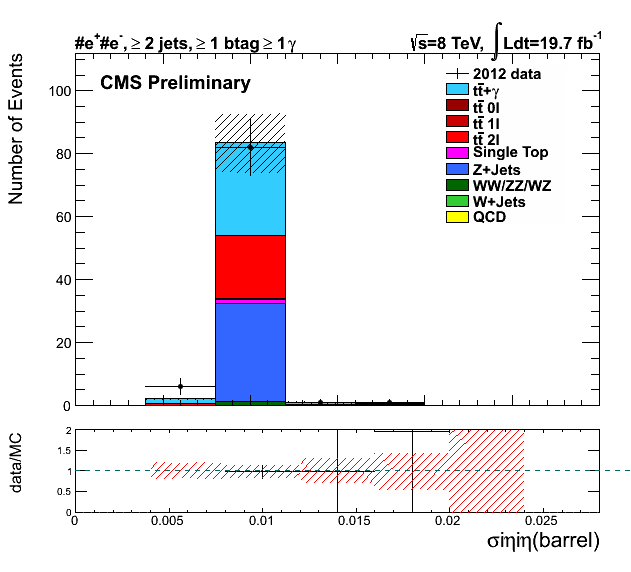 #e⁺#e⁻, ≥ 2 jets, ≥ 1 btag ≥ 1 γ
√s=8 TeV, ∫ Ldt=19.7 fb⁻¹
CMS Preliminary
2012 data
tt̄+γ
tt̄ 0l
tt̄ 1l
tt̄ 2l
Single Top
Z+Jets
WW/ZZ/WZ
W+Jets
QCD
Number of Events
100
80
60
40
20
0
data/MC
2
1.5
1
0.5
0
0 0.005 0.01 0.015 0.02 0.025
σiηiη(barrel)